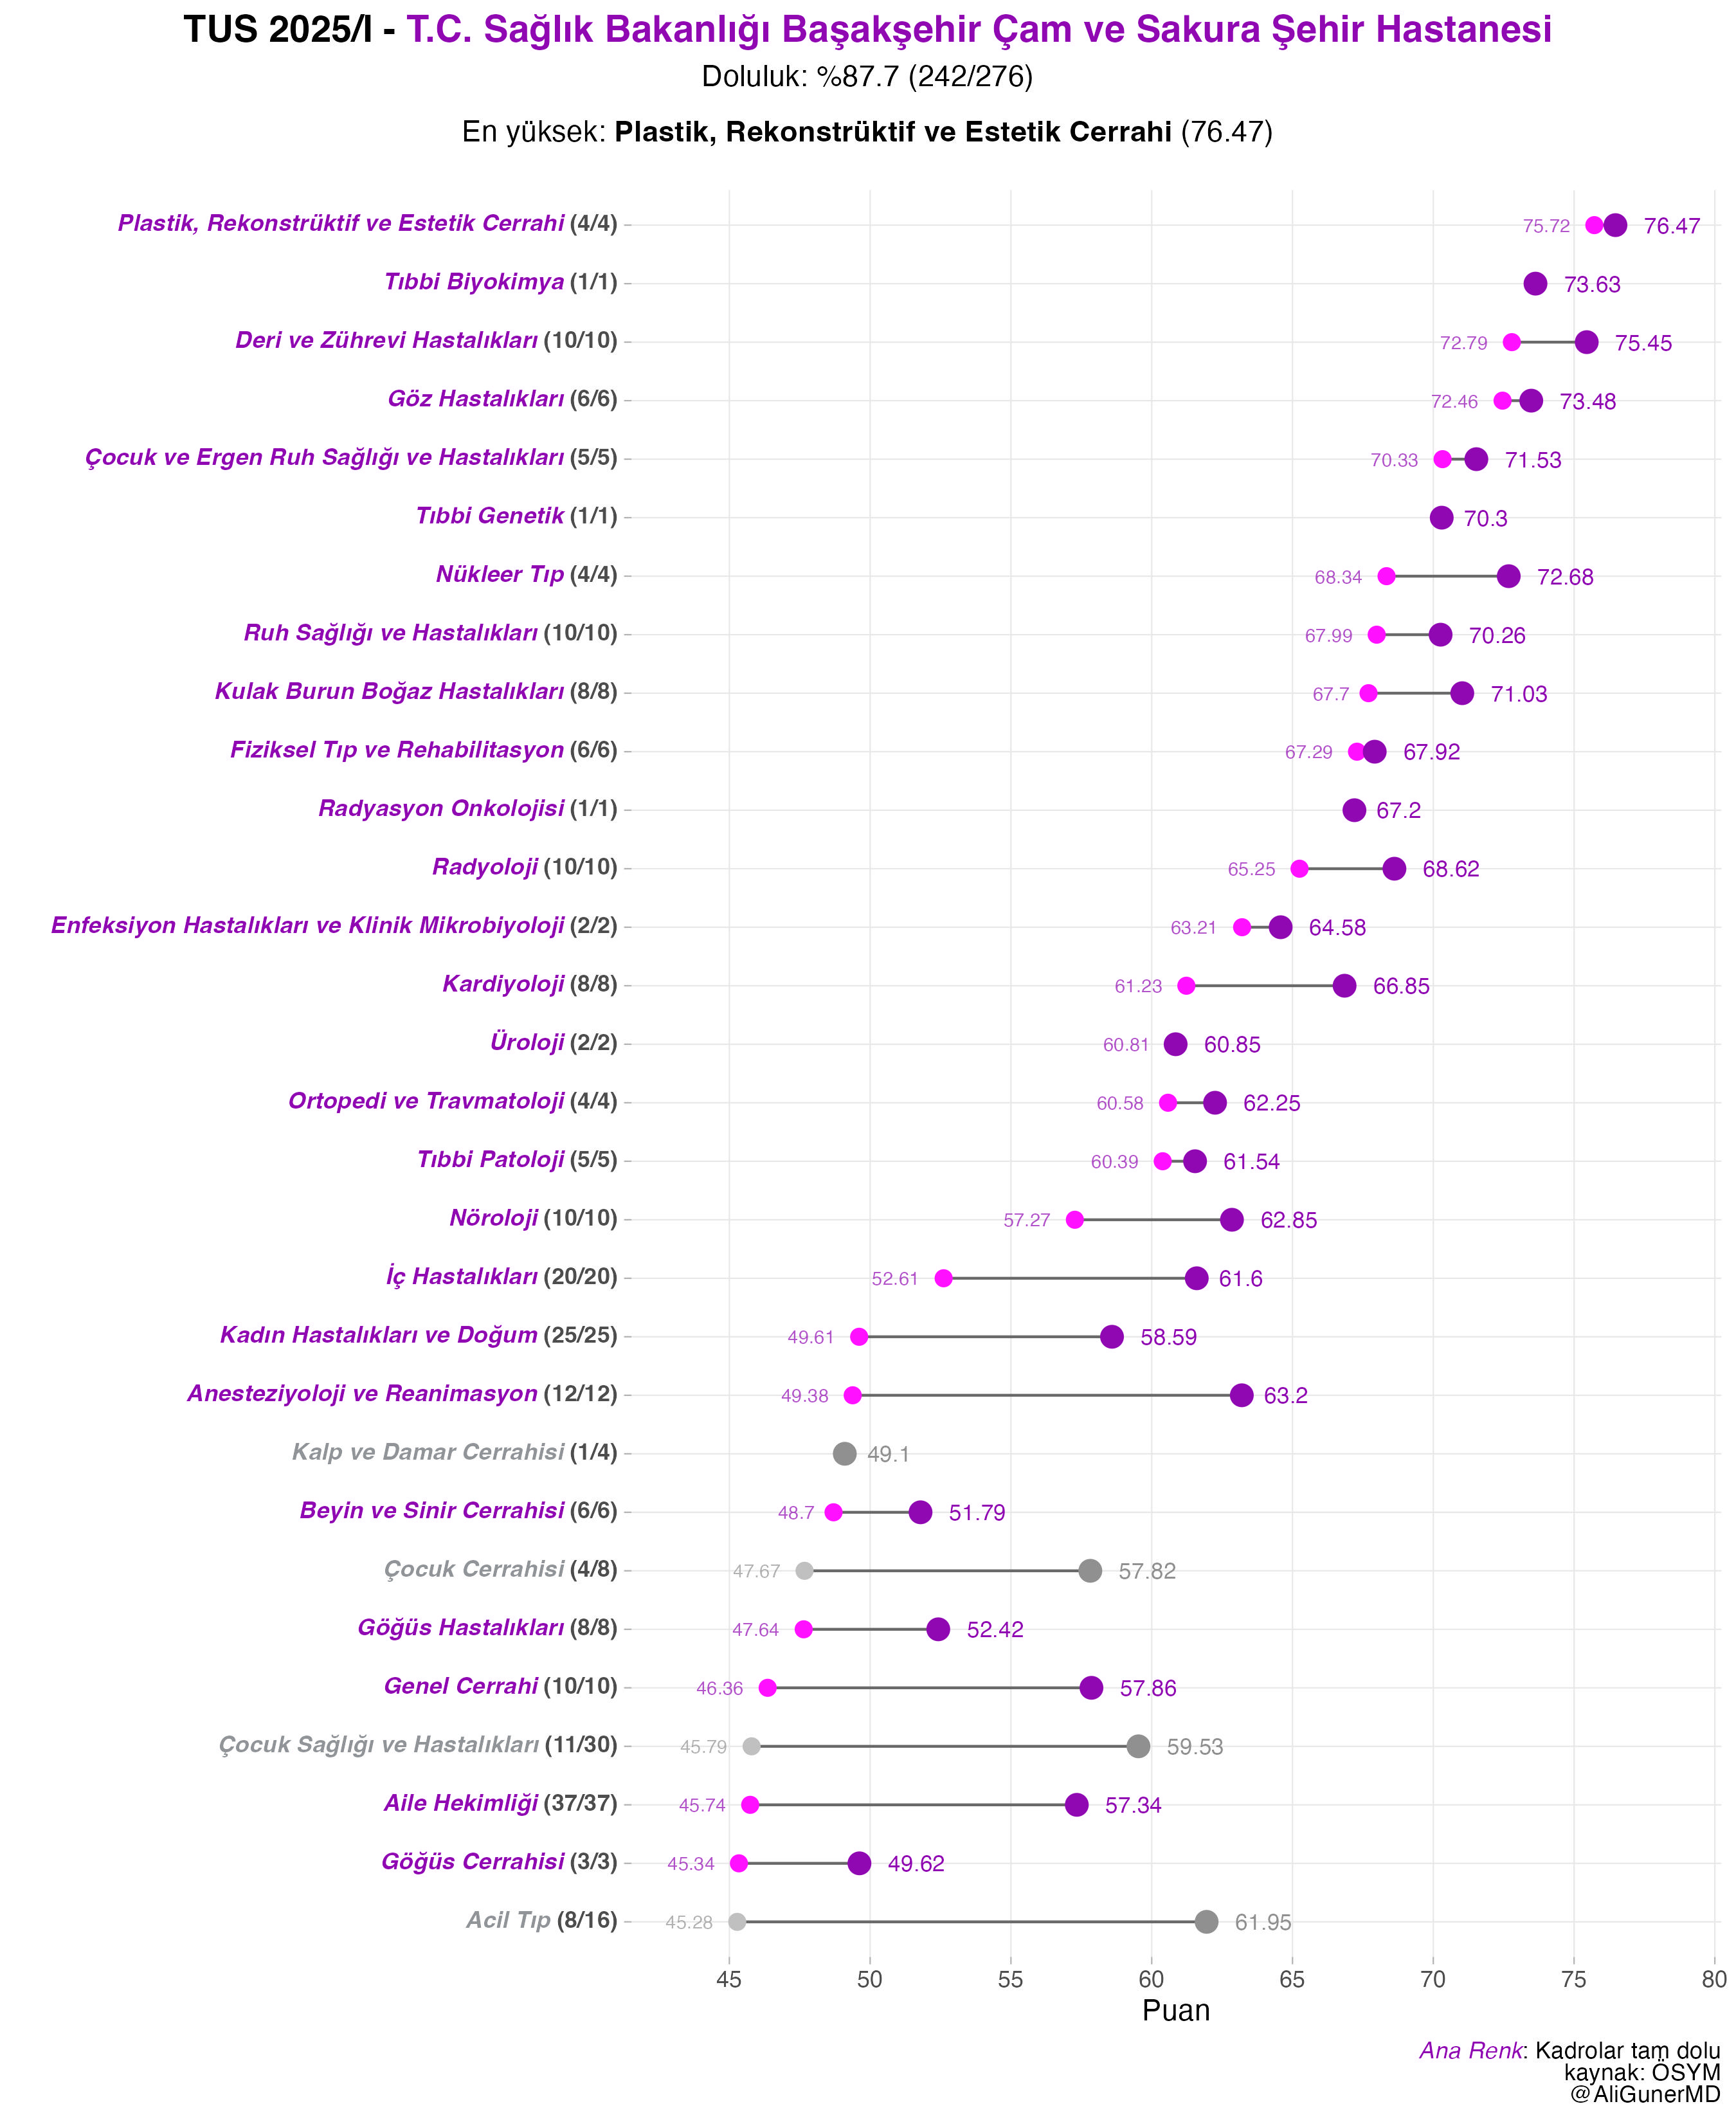 TUS 2025/I - T.C. Sağlık Bakanlığı Başakşehir Çam ve Sakura Şehir Hastanesi
Doluluk: %87.7 (242/276)
En yüksek: Plastik, Rekonstrüktif ve Estetik Cerrahi (76.47)
Plastik, Rekonstrüktif ve Estetik Cerrahi (4/4) 75.72 76.47
Tıbbi Biyokimya (1/1) 73.63
Deri ve Zührevi Hastalıkları (10/10) 72.79 75.45
Göz Hastalıkları (6/6) 72.46 73.48
Çocuk ve Ergen Ruh Sağlığı ve Hastalıkları (5/5) 70.33 71.53
Tıbbi Genetik (1/1) 70.3
Nükleer Tıp (4/4) 68.34 72.68
Ruh Sağlığı ve Hastalıkları (10/10) 67.99 70.26
Kulak Burun Boğaz Hastalıkları (8/8) 67.7 71.03
Fiziksel Tıp ve Rehabilitasyon (6/6) 67.29 67.92
Radyasyon Onkolojisi (1/1) 67.2
Radyoloji (10/10) 65.25 68.62
Enfeksiyon Hastalıkları ve Klinik Mikrobiyoloji (2/2) 63.21 64.58
Kardiyoloji (8/8) 61.23 66.85
Üroloji (2/2) 60.81 60.85
Ortopedi ve Travmatoloji (4/4) 60.58 62.25
Tıbbi Patoloji (5/5) 60.39 61.54
Nöroloji (10/10) 57.27 62.85
İç Hastalıkları (20/20) 52.61 61.6
Kadın Hastalıkları ve Doğum (25/25) 49.61 58.59
Anesteziyoloji ve Reanimasyon (12/12) 49.38 63.2
Kalp ve Damar Cerrahisi (1/4) 49.1
Beyin ve Sinir Cerrahisi (6/6) 48.7 51.79
Çocuk Cerrahisi (4/8) 47.67 57.82
Göğüs Hastalıkları (8/8) 47.64 52.42
Genel Cerrahi (10/10) 46.36 57.86
Çocuk Sağlığı ve Hastalıkları (11/30) 45.79 59.53
Aile Hekimliği (37/37) 45.74 57.34
Göğüs Cerrahisi (3/3) 45.34 49.62
Acil Tıp (8/16) 45.28 61.95
45 50 55 60 65 70 75 80
Puan
Ana Renk: Kadrolar tam dolu
kaynak: ÖSYM
@AliGunerMD